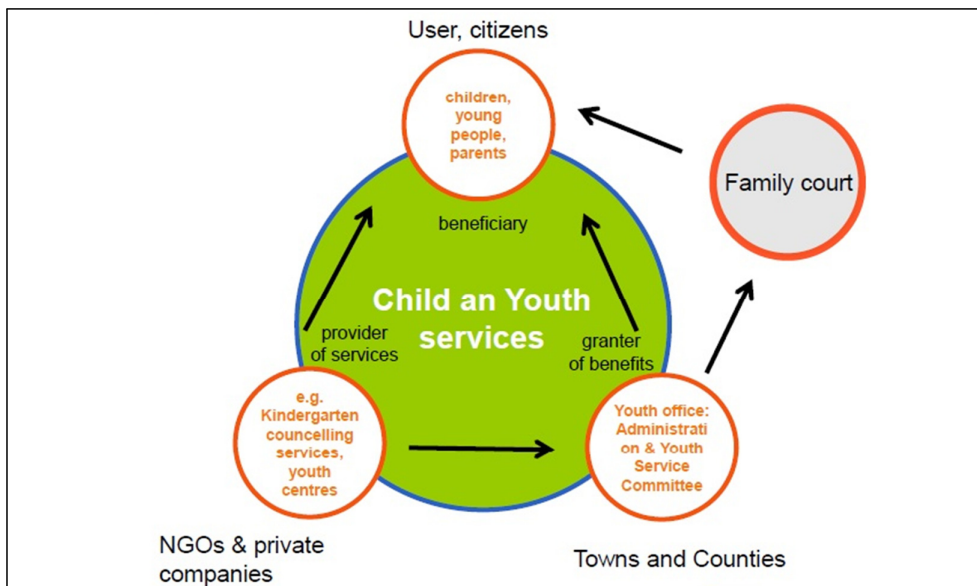 User, citizens
children,
young
people,
parents
Family court
beneficiary
Child an Youth
services
provider
of services
granter
of benefits
e.g.
Kindergarten
councelling
services,
youth
centres
Youth office:
Administrati
on & Youth
Service
Committee
NGOs & private
companies
Towns and Counties